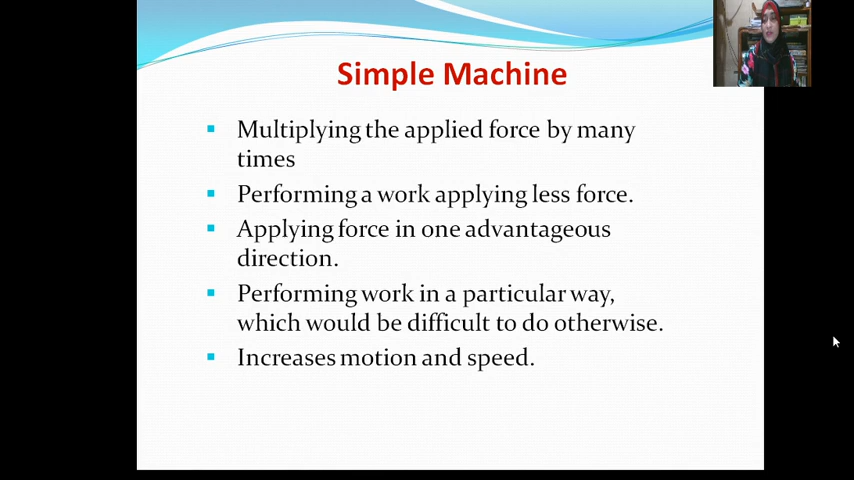 Simple Machine
Multiplying the applied force by many
times
Performing a work applying less force.
Applying force in one advantageous
direction.
Performing work in a particular way,
which would be difficult to do otherwise.
Increases motion and speed.